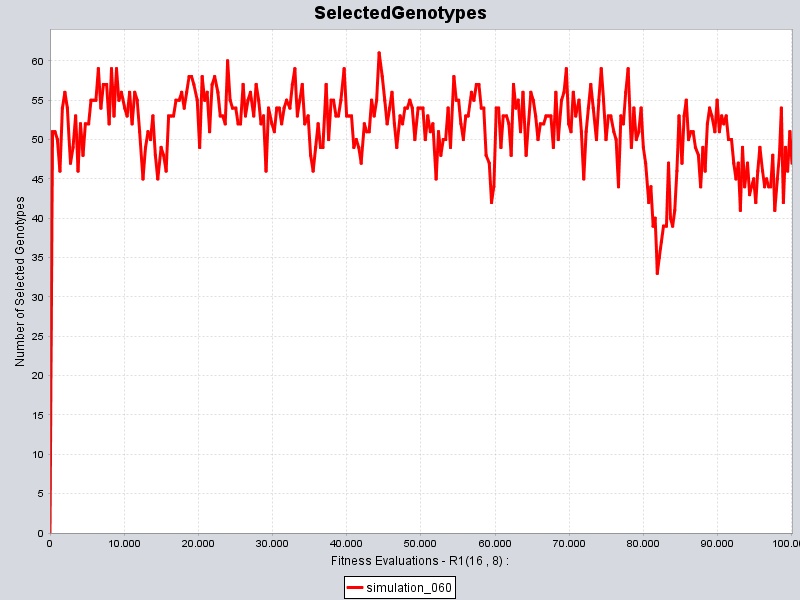 SelectedGenotypes
Number of Selected Genotypes
60
55
50
45
40
35
30
25
20
15
10
5
0
0 10.000 20.000 30.000 40.000 50.000 60.000 70.000 80.000 90.000 100.00
Fitness Evaluations - R1(16 , 8) :
simulation_060